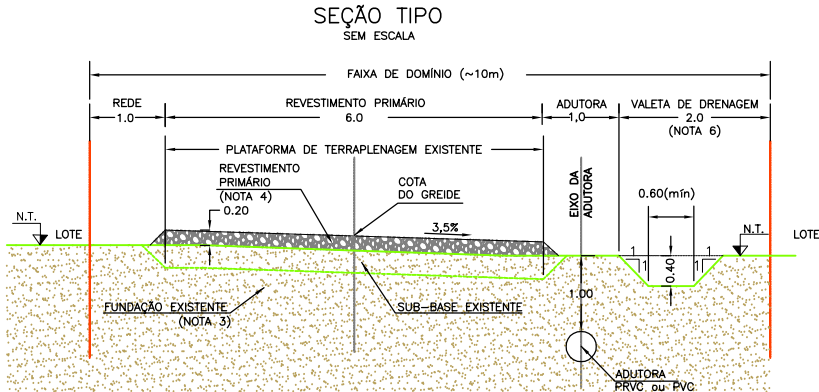 SEÇÃO TIPO
SEM ESCALA
FAIXA DE DOMÍNIO (~10m)
REDE
1.0
REVESTIMENTO PRIMÁRIO
6.0
ADUTORA
1,0
VALETA DE DRENAGEM
2.0
(NOTA 6)
PLATAFORMA DE TERRAPLENAGEM EXISTENTE
REVESTIMENTO
PRIMÁRIO
(NOTA 4)
0.20
COTA
DO GREIDE
3,5%
EIXO DA
ADUTORA
0.60(mín)
N.T.
LOTE
N.T.
LOTE
1
1
1
1
0.40
1.00
FUNDAÇÃO EXISTENTE
(NOTA 3)
SUB-BASE EXISTENTE
ADUTORA
PRVC ou PVC